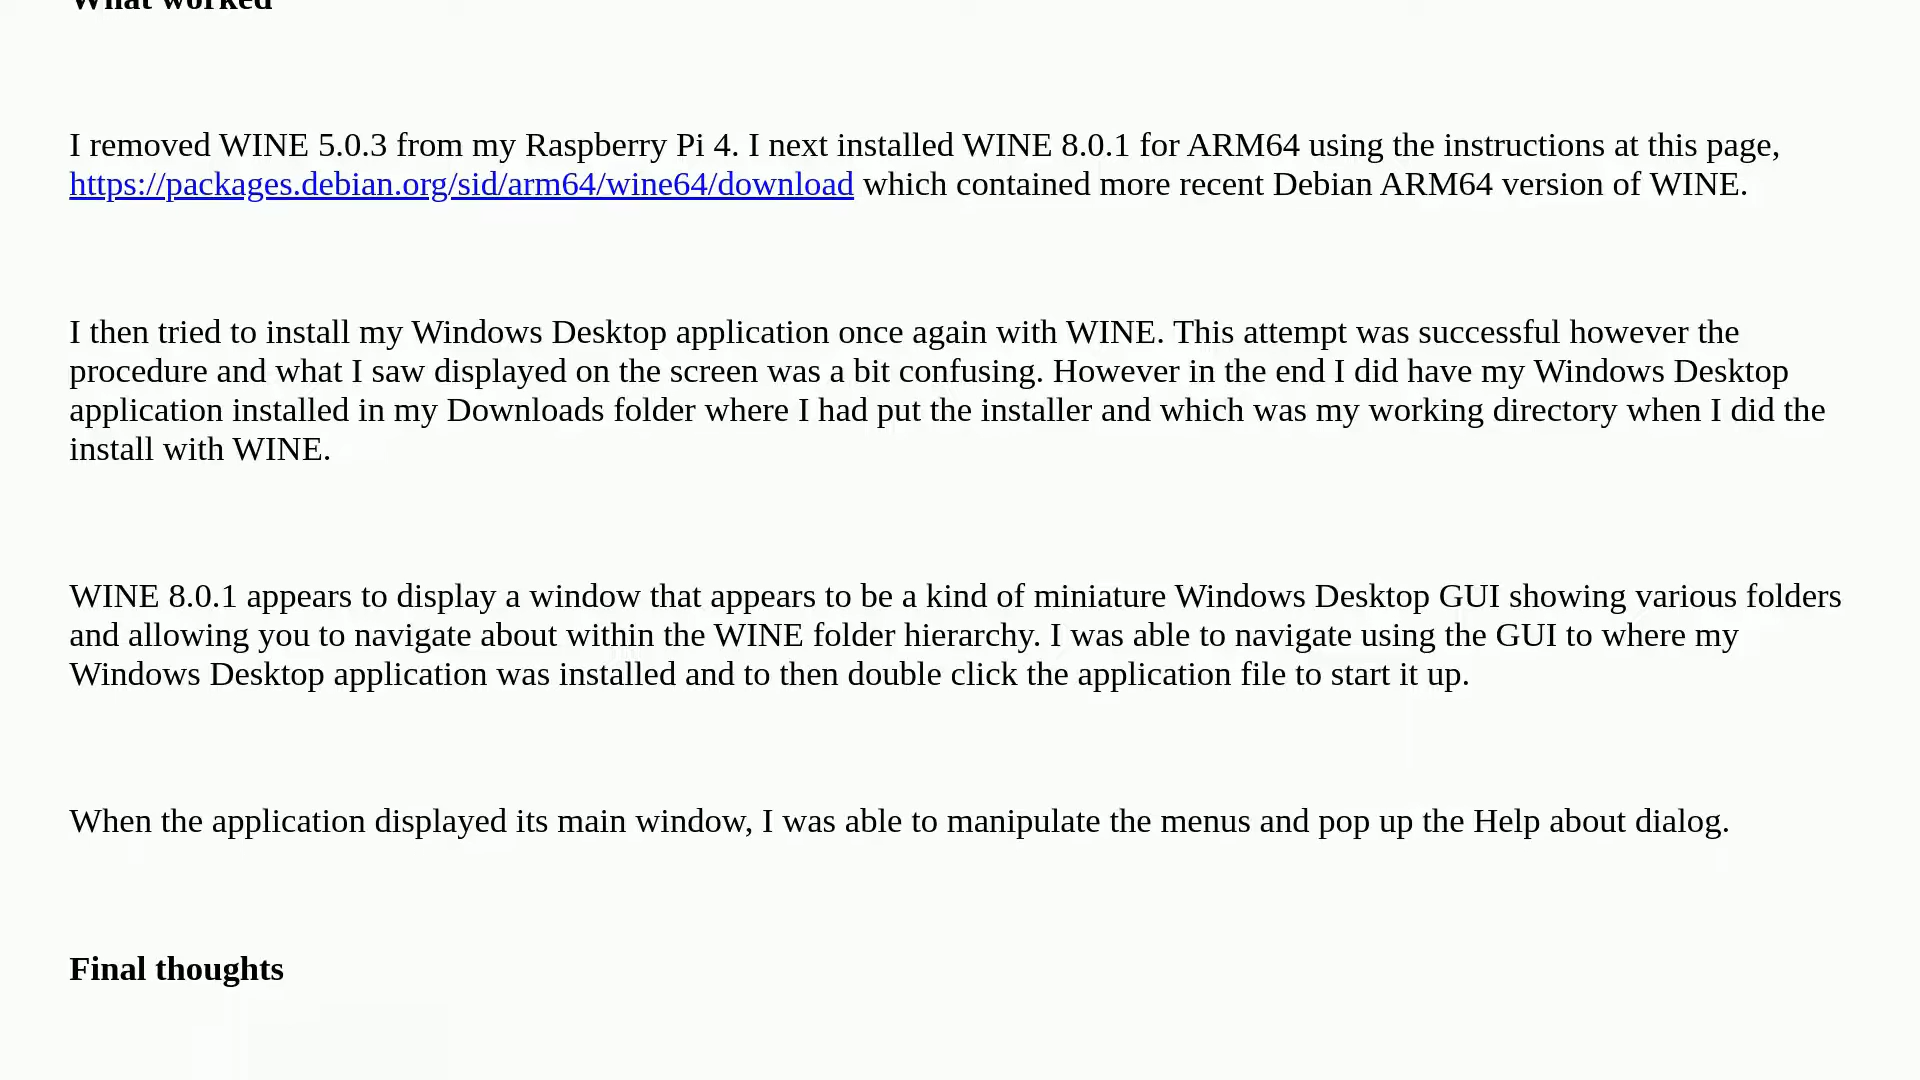 What worked
I removed WINE 5.0.3 from my Raspberry Pi 4. I next installed WINE 8.0.1 for ARM64 using the instructions at this page,
https://packages.debian.org/sid/arm64/wine64/download which contained more recent Debian ARM64 version of WINE.
I then tried to install my Windows Desktop application once again with WINE. This attempt was successful however the
procedure and what I saw displayed on the screen was a bit confusing. However in the end I did have my Windows Desktop
application installed in my Downloads folder where I had put the installer and which was my working directory when I did the
install with WINE.
WINE 8.0.1 appears to display a window that appears to be a kind of miniature Windows Desktop GUI showing various folders
and allowing you to navigate about within the WINE folder hierarchy. I was able to navigate using the GUI to where my
Windows Desktop application was installed and to then double click the application file to start it up.
When the application displayed its main window, I was able to manipulate the menus and pop up the Help about dialog.
Final thoughts